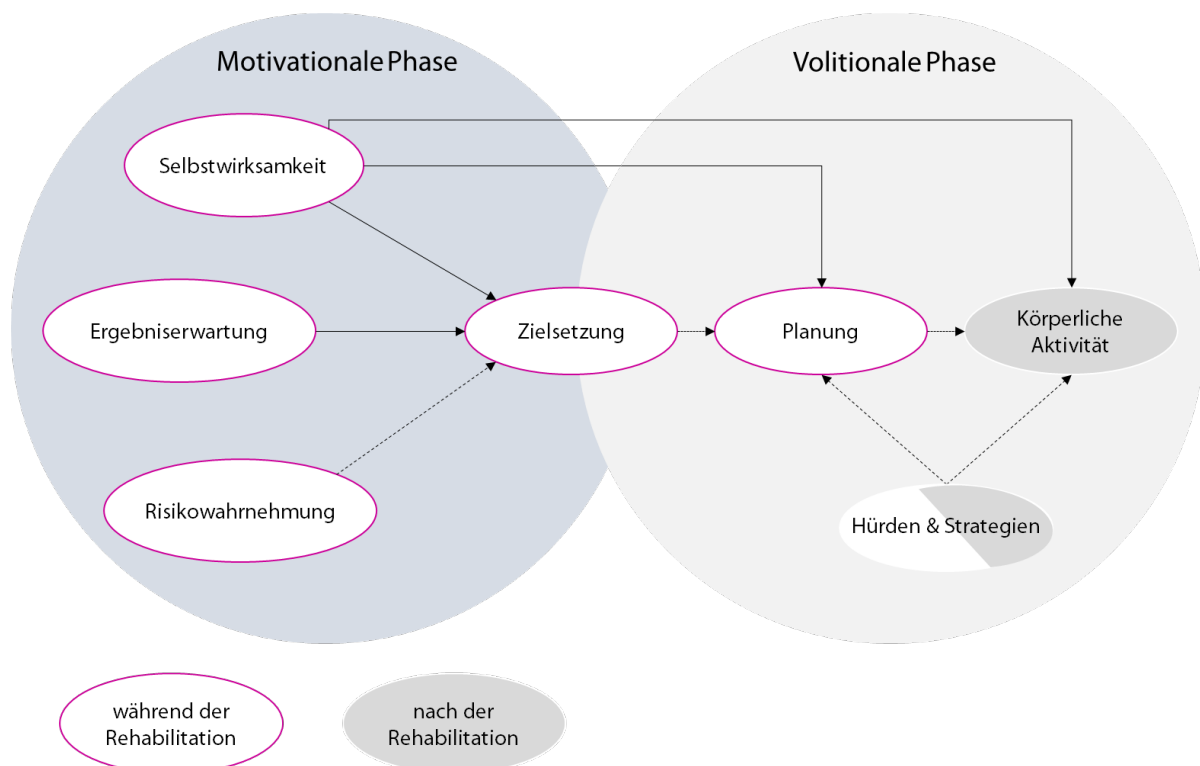 Motivationale Phase
Volitionale Phase
Selbstwirksamkeit
Ergebniserwartung
Zielsetzung
Planung
Körperliche
Aktivität
Risikowahrnehmung
Hürden & Strategien
während der
Rehabilitation
nach der
Rehabilitation